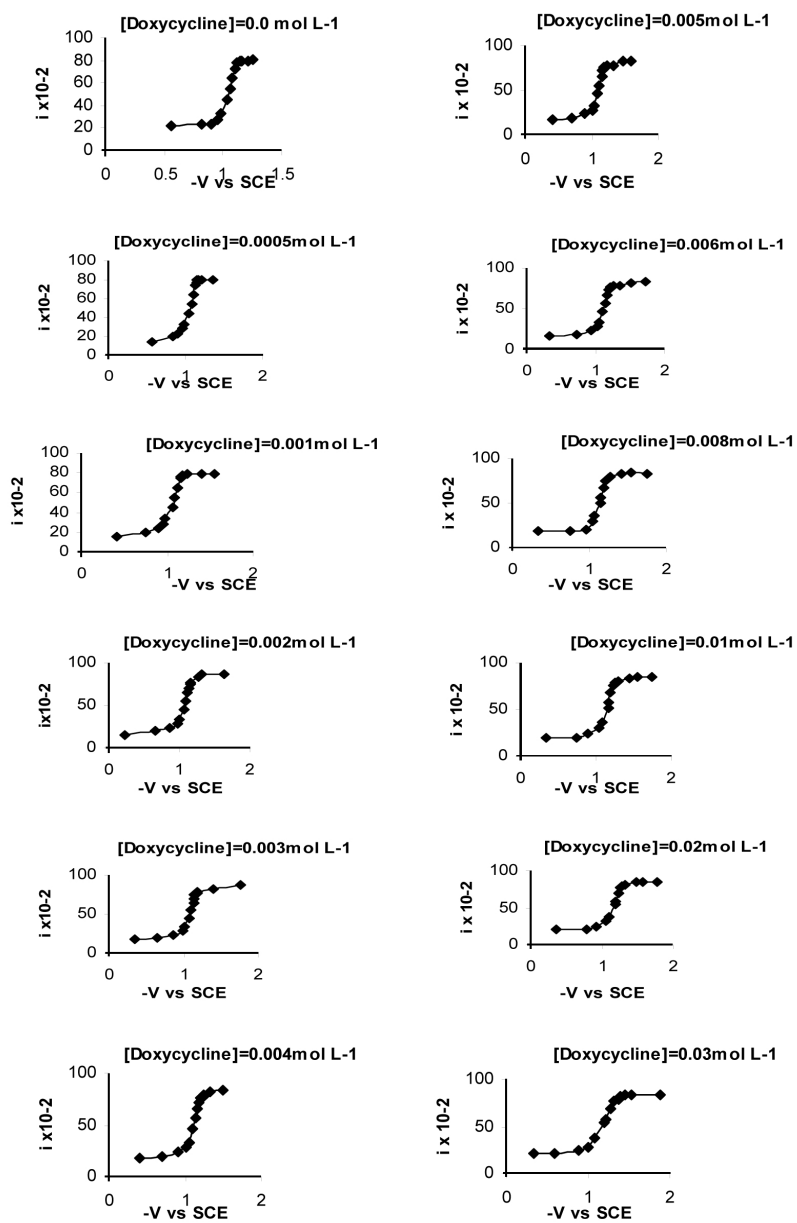 [Doxycycline]=0.0 mol L-1
100
80
60
40
20
0
i x10-2
0 0.5 1 1.5
-V vs SCE
[Doxycycline]=0.005mol L-1
100
50
0
i x 10-2
0 1 2
-V vs SCE
[Doxycycline]=0.0005mol L-1
100
80
60
40
20
0
i x10-2
0 1 2
-V vs SCE
[Doxycycline]=0.006mol L-1
100
50
0
i x 10-2
0 1 2
-V vs SCE
[Doxycycline]=0.001mol L-1
100
80
60
40
20
0
i x 10-2
0 1 2
-V vs SCE
[Doxycycline]=0.008mol L-1
100
50
0
i x 10-2
0 1 2
-V vs SCE
[Doxycycline]=0.002mol L-1
100
50
0
ix10-2
0 1 2
-V vs SCE
[Doxycycline]=0.01mol L-1
100
50
0
i x 10-2
0 1 2
-V vs SCE
[Doxycycline]=0.003mol L-1
100
50
0
i x10-2
0 1 2
-V vs SCE
[Doxycycline]=0.02mol L-1
100
50
0
i x 10-2
0 1 2
-V vs SCE
[Doxycycline]=0.004mol L-1
100
50
0
i x 10-2
0 1 2
-V vs SCE
[Doxycycline]=0.03mol L-1
100
50
0
i x 10-2
0 1 2
-V vs SCE